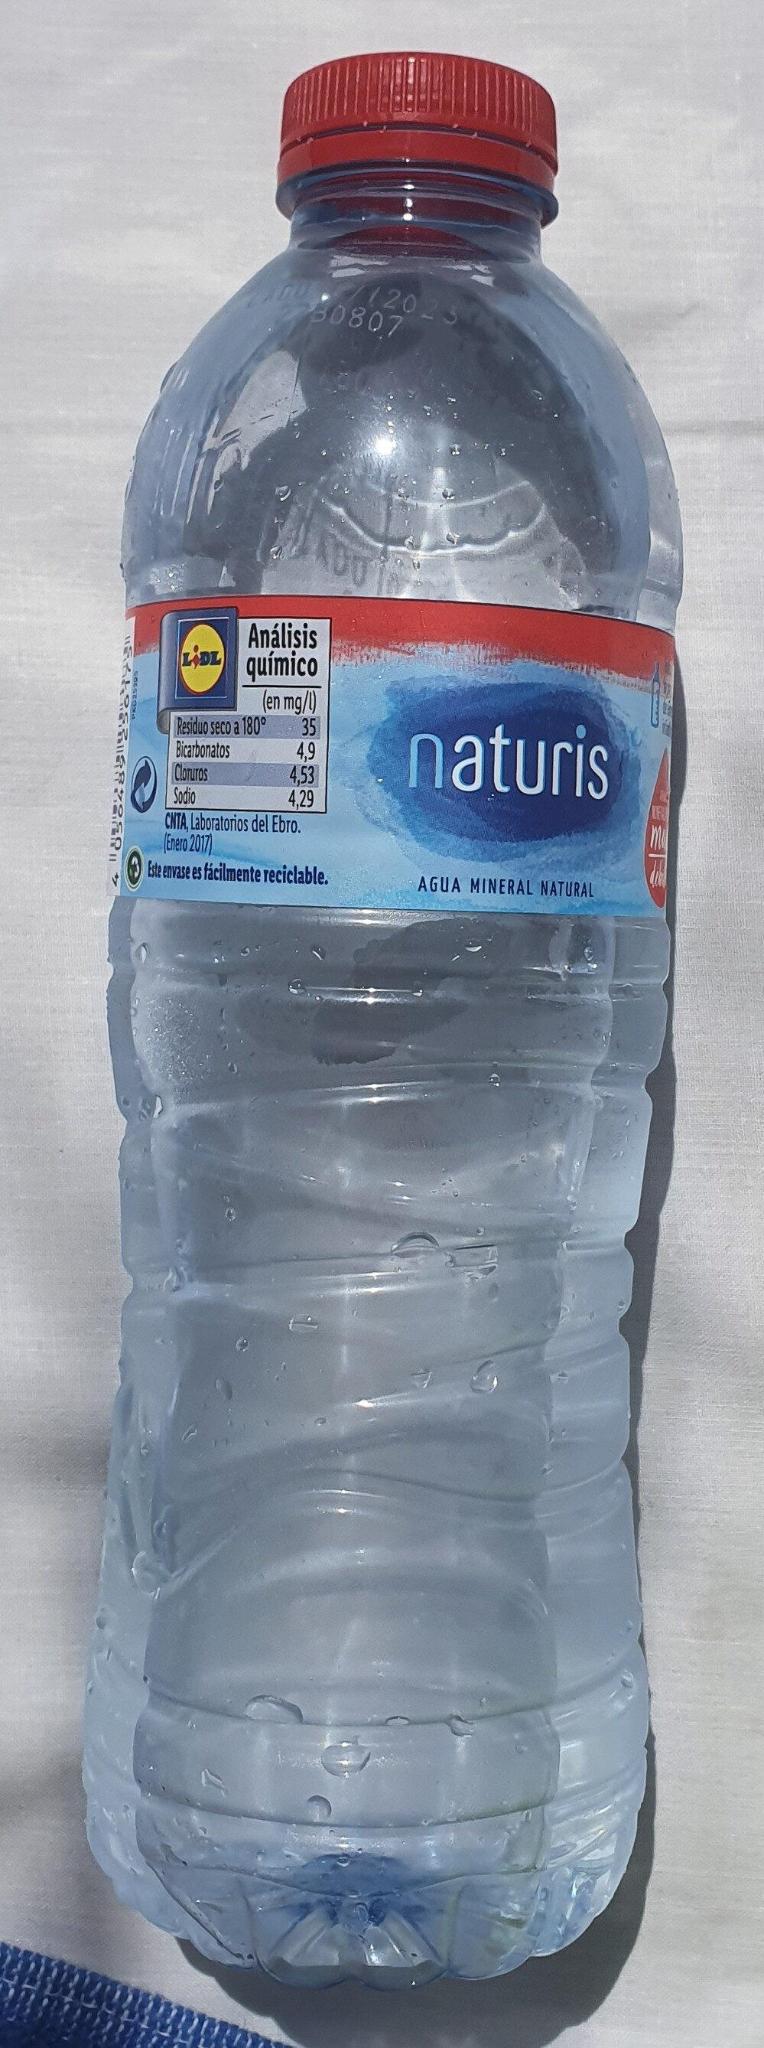 30807
LIDL
Análisis
químico
(en mg/l)
Residuo seco a 180° 35
Bicarbonatos 4,9
Cloruros 4,53
Sodio 4,29
CNTA, Laboratorios del Ebro.
(Enero 2017)
Este envase es fácilmente reciclable.
naturis
AGUA MINERAL NATURAL